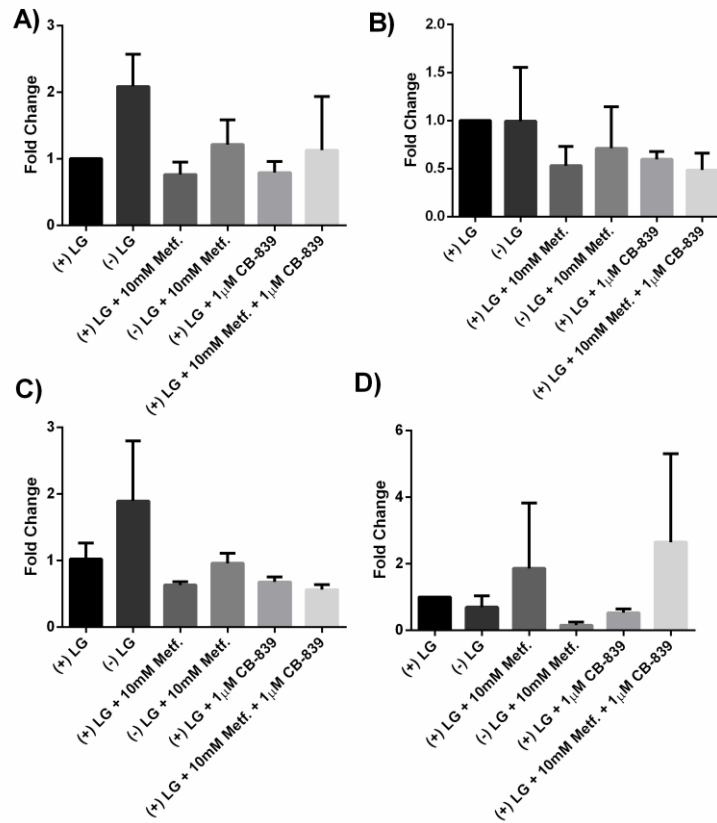 A)
Fold Change
3
2
1
0
(+) LG
(-) LG
(+) LG + 10mM Metf.
(-) LG + 10mM Metf.
(+) LG + 1μM CB-839
(+) LG + 10mM Metf. + 1μM CB-839
B)
Fold Change
2.0
1.5
1.0
0.5
0.0
(+) LG
(-) LG
(+) LG + 10mM Metf.
(-) LG + 10mM Metf.
(+) LG + 1μM CB-839
(+) LG + 10mM Metf. + 1μM CB-839
C)
Fold Change
3
2
1
0
(+) LG
(-) LG
(+) LG + 10mM Metf.
(-) LG + 10mM Metf.
(+) LG + 1μM CB-839
(+) LG + 10mM Metf. + 1μM CB-839
D)
Fold Change
6
4
2
0
(+) LG
(-) LG
(+) LG + 10mM Metf.
(-) LG + 10mM Metf.
(+) LG + 1μM CB-839
(+) LG + 10mM Metf. + 1μM CB-839